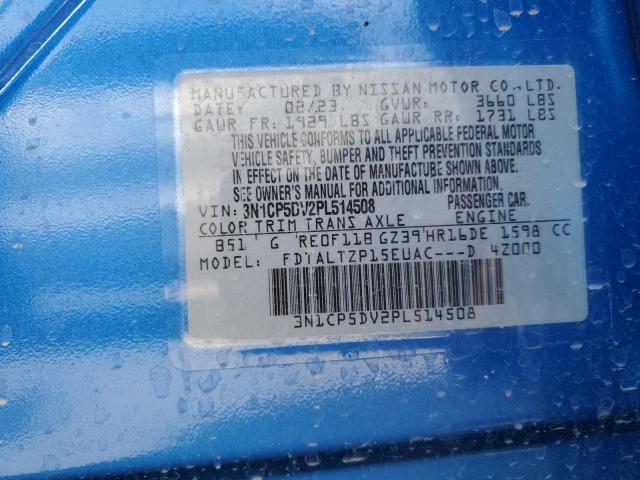 MANUFACTURED BY NISSAN MOTOR CO.,LTD.
DATE: 02/23 GVWR: 3660 LBS
GAWR FR: 1929 LBS GAWR RR: 1731 LBS
THIS VEHICLE CONFORMS TO ALL APPLICABLE FEDERAL MOTOR
VEHICLE SAFETY, BUMPER AND THEFT PREVENTION STANDARDS
IN EFFECT ON THE DATE OF MANUFACTURE SHOWN ABOVE.
SEE OWNER'S MANUAL FOR ADDITIONAL INFORMATION.
VIN: 3N1CP5DV2PL514508 PASSENGER CAR.
COLOR TRIM TRANS AXLE ENGINE
B51 G RE0F11B GZ39 HR16DE 1598 CC
MODEL: FD1ALTZP15EUAC---D 4Z000
3N1CP5DV2PL514508